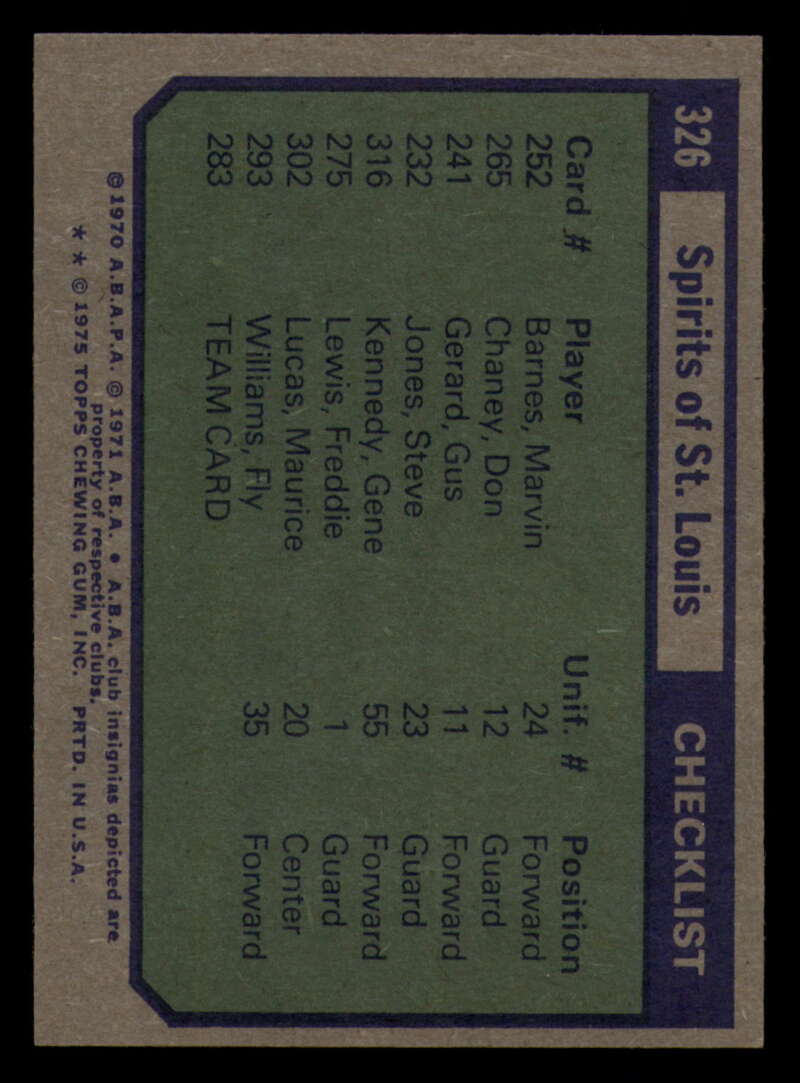 326 Spirits of St. Louis CHECKLIST
Card # Player Unif. # Position
252 Barnes, Marvin 24 Forward
265 Chaney, Don 12 Guard
241 Gerard, Gus 11 Forward
232 Jones, Steve 23 Guard
316 Kennedy, Gene 55 Forward
275 Lewis, Freddie 1 Guard
302 Lucas, Maurice 20 Center
293 Williams, Fly 35 Forward
283 TEAM CARD
©1970 A.B.A.P.A. ©1971 A.B.A. • A.B.A. club insignias depicted are
property of respective clubs.
* * © 1975 TOPPS CHEWING GUM, INC. PRTD. IN U.S.A.